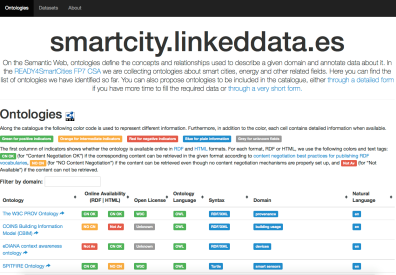 Ontologies Datasets About
smartcity.linkeddata.es
On the Semantic Web, ontologies define the concepts and relationships used to describe a given domain and annotate data about it. In
the READY4SmartCities FP7 CSA we are collecting ontologies about smart cities, energy and other related fields. Here you can find the
list of ontologies we have identified so far. You can also propose ontologies to be included in the catalogue, either through a detailed form
if you have more time to fill the required data or through a very short form.
Ontologies
Along the catalogue the following color code is used to represent different information. Furthermore, in addition to the color, each cell contains detailed information when available.
Green for positive indicators Orange for intermediate indicators Red for negative indicators Blue for plain information Grey for unknown fields
The first columns of indicators shows whether the ontology is available online in RDF and HTML formats. For each format, RDF or HTML, we use the following colors and text tags:
CN OK (for "Content Negotiation OK") if the corresponding content can be retrieved in the given format according to content negotiation best practices for publishing RDF
vocabularies, NO CN (for "NO Content Negotiation") if the content can be retrieved even though no content negotiation mechanisms are properly set up, and Not Av (for "Not
Available") if the content can not be retrieved.
Filter by domain:
Ontology Online Availability (RDF | HTML) Open License Ontology Language Syntax Domain Natural Language
The W3C PROV Ontology CN OK CN OK W3C OWL RDF/XML provenance en
COINS Building Information Model (CBIM) NO CN Not Av Unknown OWL RDF/XML building usage en
eDIANA context awareness ontology Not Av CN OK Unknown OWL RDF/XML devices en
SPITFIRE Ontology CN OK NO CN W3C OWL Turtle smart sensors en